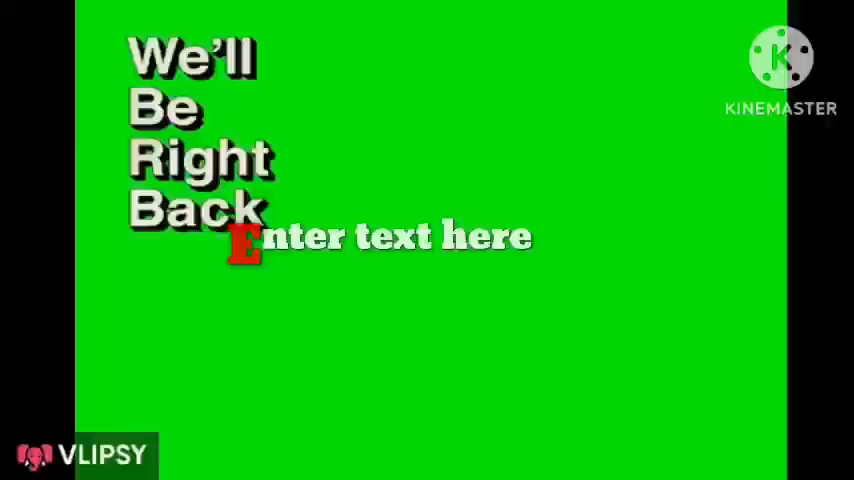 We'll
Be
Right
Back
Enter text here
KINEMASTER
VLIPSY